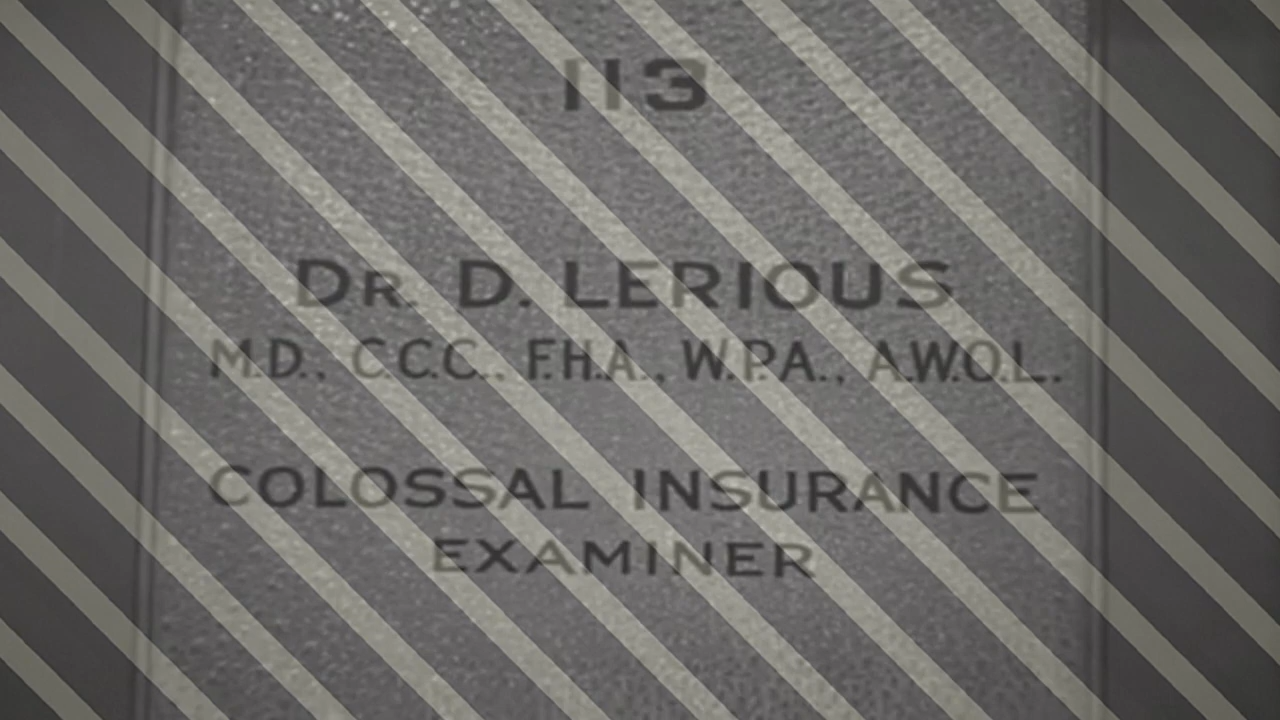 113
DR. D. LERIOUS
M.D., C.C.C., F.H.A., W.P.A., A.W.O.L.,
COLOSSAL INSURANCE
EXAMINER